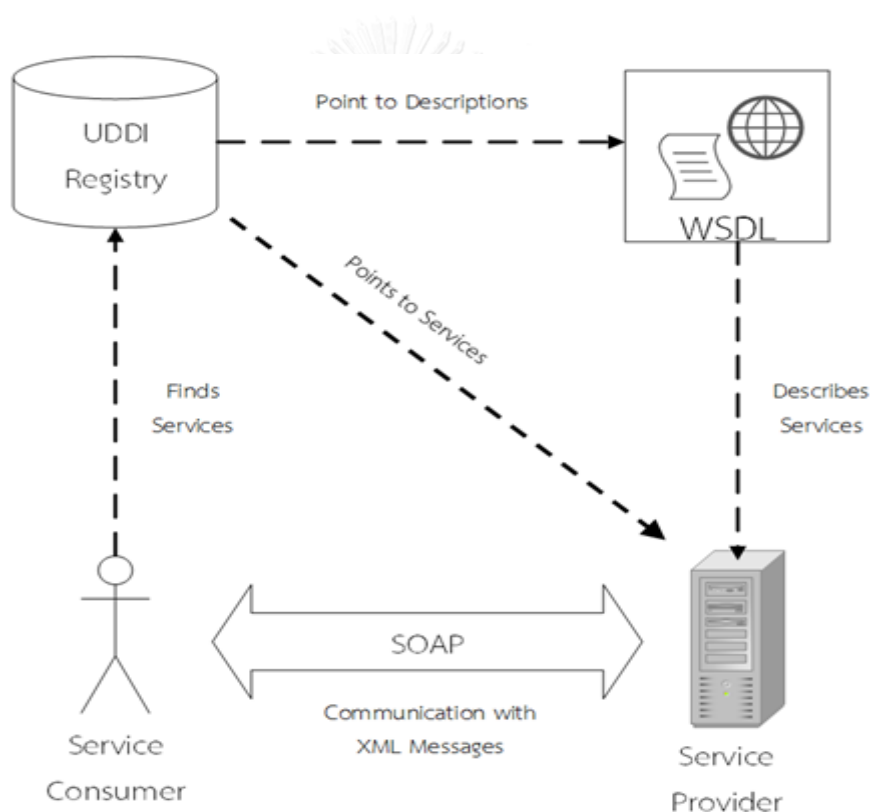 Point to Descriptions
UDDI
Registry
WSDL
Points to Services
Finds
Services
Describes
Services
SOAP
Communication with
XML Messages
Service
Consumer
Service
Provider